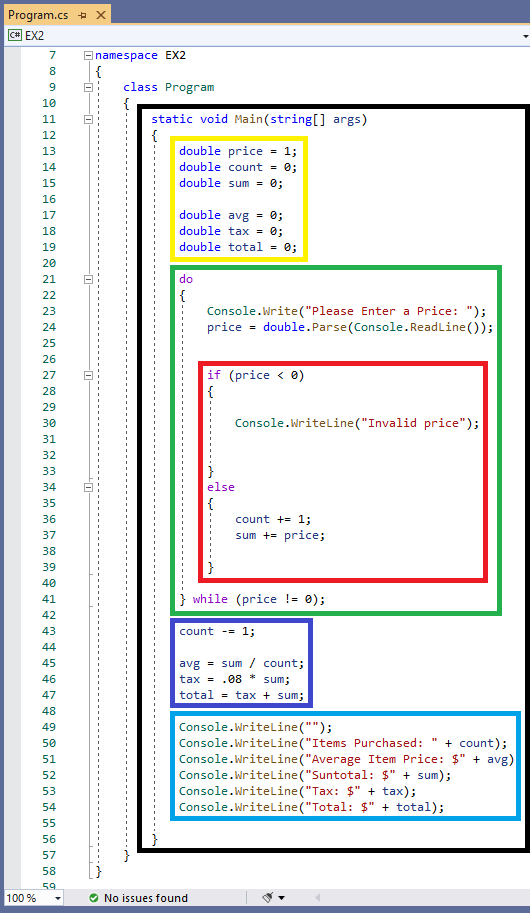 Program.cs
C# EX2
7 namespace EX2
8 {
9 class Program
10 {
11 static void Main(string[] args)
12 {
13 double price = 1;
14 double count = 0;
15 double sum = 0;
16
17 double avg = 0;
18 double tax = 0;
19 double total = 0;
20
21 do
22 {
23 Console.Write("Please Enter a Price: ");
24 price = double.Parse(Console.ReadLine());
25
26
27 if (price < 0)
28 {
29
30 Console.WriteLine("Invalid price");
31
32
33 }
34 else
35 {
36 count += 1;
37 sum += price;
38
39 }
40
41 } while (price != 0);
42
43 count -= 1;
44
45 avg = sum / count;
46 tax = .08 * sum;
47 total = tax + sum;
48
49 Console.WriteLine("");
50 Console.WriteLine("Items Purchased: " + count);
51 Console.WriteLine("Average Item Price: $" + avg)
52 Console.WriteLine("Suntotal: $" + sum);
53 Console.WriteLine("Tax: $" + tax);
54 Console.WriteLine("Total: $" + total);
55
56 }
57 }
58 }
59
100 % No issues found